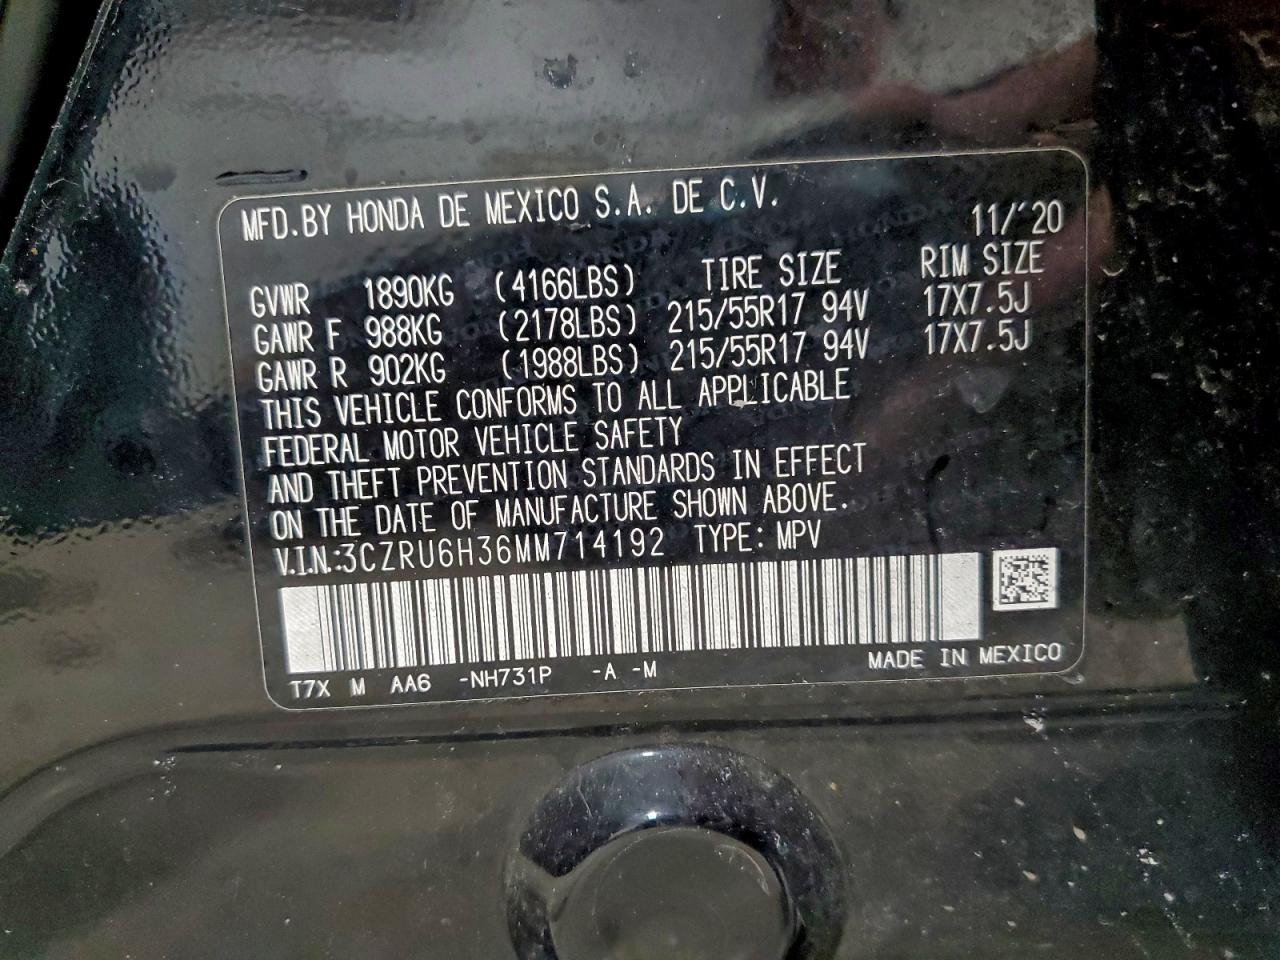 MFD.BY HONDA DE MEXICO S.A. DE C.V.
11/'20
GVWR 1890KG (4166LBS) TIRE SIZE RIM SIZE
GAWR F 988KG (2178LBS) 215/55R17 94V 17X7.5J
GAWR R 902KG (1988LBS) 215/55R17 94V 17X7.5J
THIS VEHICLE CONFORMS TO ALL APPLICABLE
FEDERAL MOTOR VEHICLE SAFETY
AND THEFT PREVENTION STANDARDS IN EFFECT
ON THE DATE OF MANUFACTURE SHOWN ABOVE.
V.I.N.:3CZRU6H36MM714192 TYPE: MPV
T7X M AA6 -NH731P -A -M MADE IN MEXICO